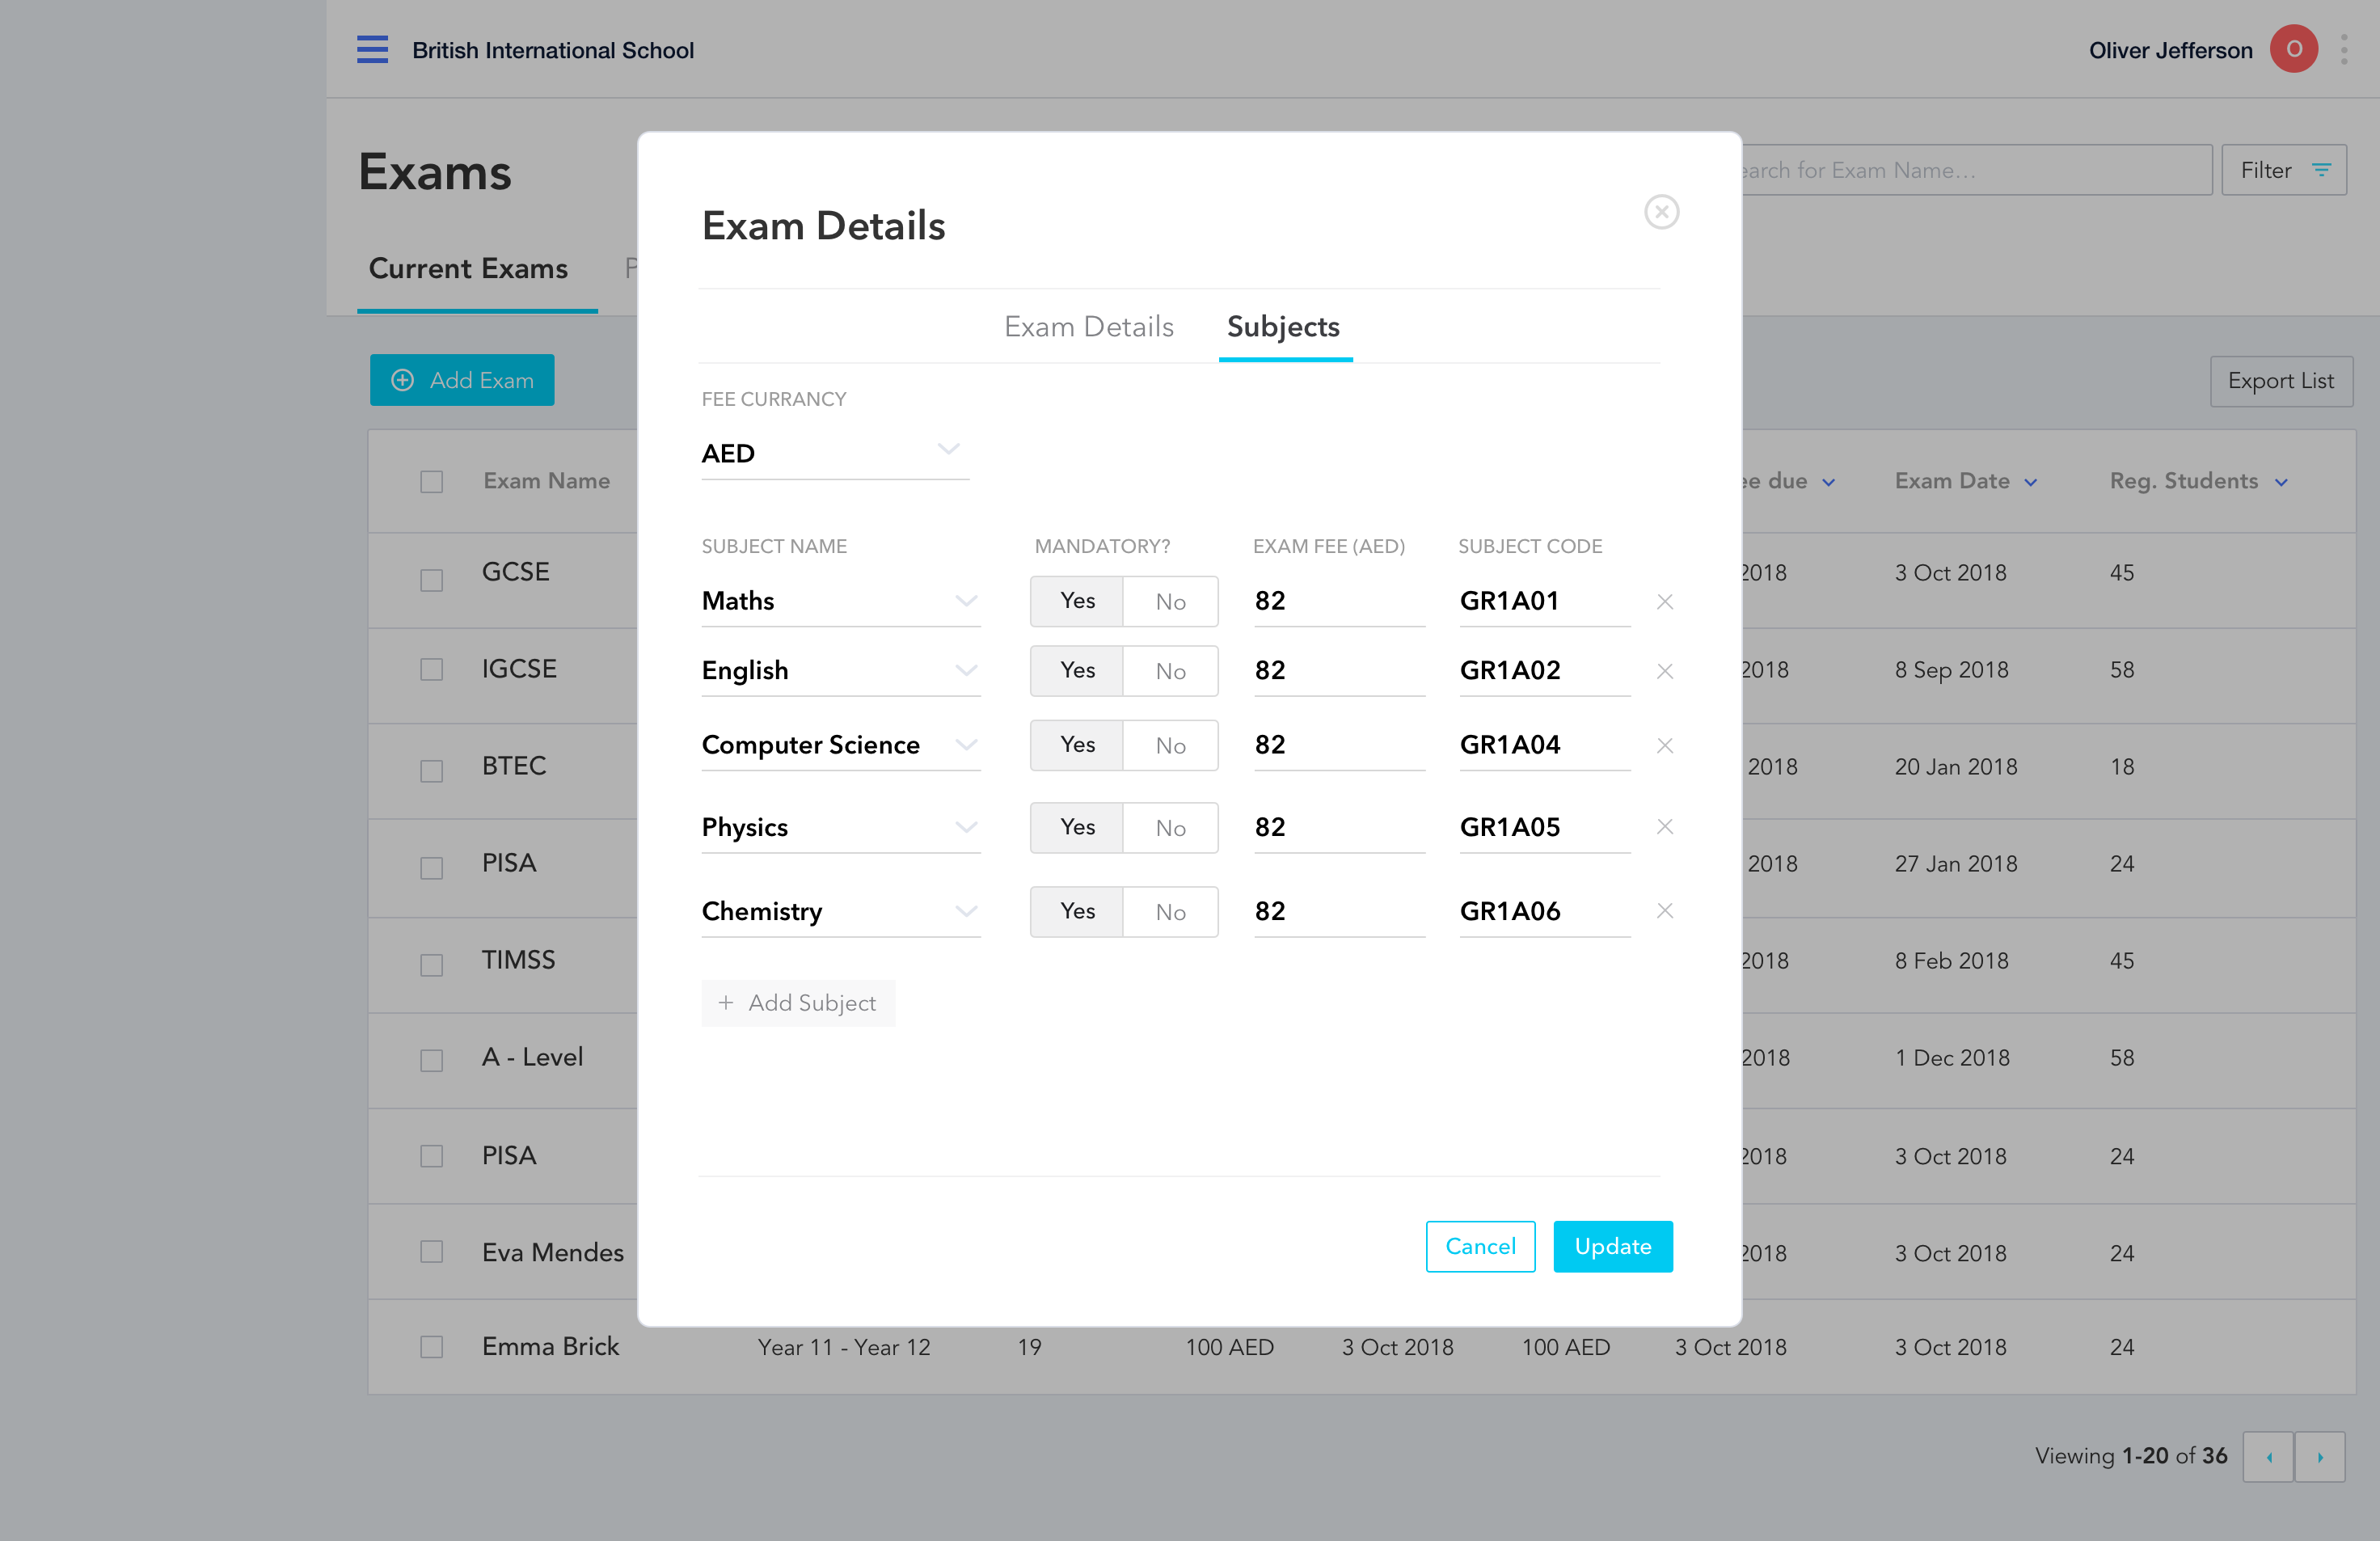 British International School
Oliver Jefferson
O
Exams
earch for Exam Name...
Filter
Exam Details
Current Exams
Exam Details
Subjects
Add Exam
FEE CURRANCY
Export List
AED
Exam Name
ee due
Exam Date
Reg. Students
SUBJECT NAME
MANDATORY?
EXAM FEE (AED)
SUBJECT CODE
GCSE
2018
3 Oct 2018
45
Maths
Yes
No
82
GR1A01
IGCSE
2018
8 Sep 2018
58
English
Yes
No
82
GR1A02
Computer Science
Yes
No
82
GR1A04
BTEC
2018
20 Jan 2018
18
Physics
Yes
No
82
GR1A05
PISA
2018
27 Jan 2018
24
Chemistry
Yes
No
82
GR1A06
TIMSS
2018
8 Feb 2018
45
+ Add Subject
A - Level
2018
1 Dec 2018
58
PISA
2018
3 Oct 2018
24
Cancel
Update
Eva Mendes
2018
3 Oct 2018
24
Emma Brick
Year 11 - Year 12
19
100 AED
3 Oct 2018
100 AED
3 Oct 2018
3 Oct 2018
24
Viewing 1-20 of 36